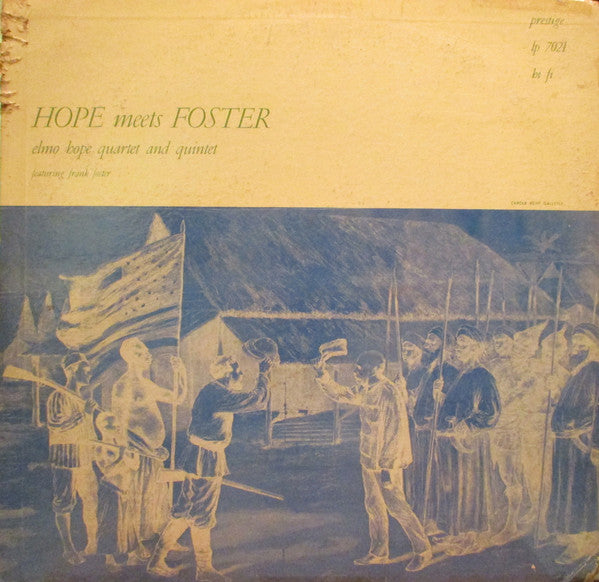 prestige
lp 7021
hi fi
HOPE meets FOSTER
elmo hope quartet and quintet
featuring frank foster